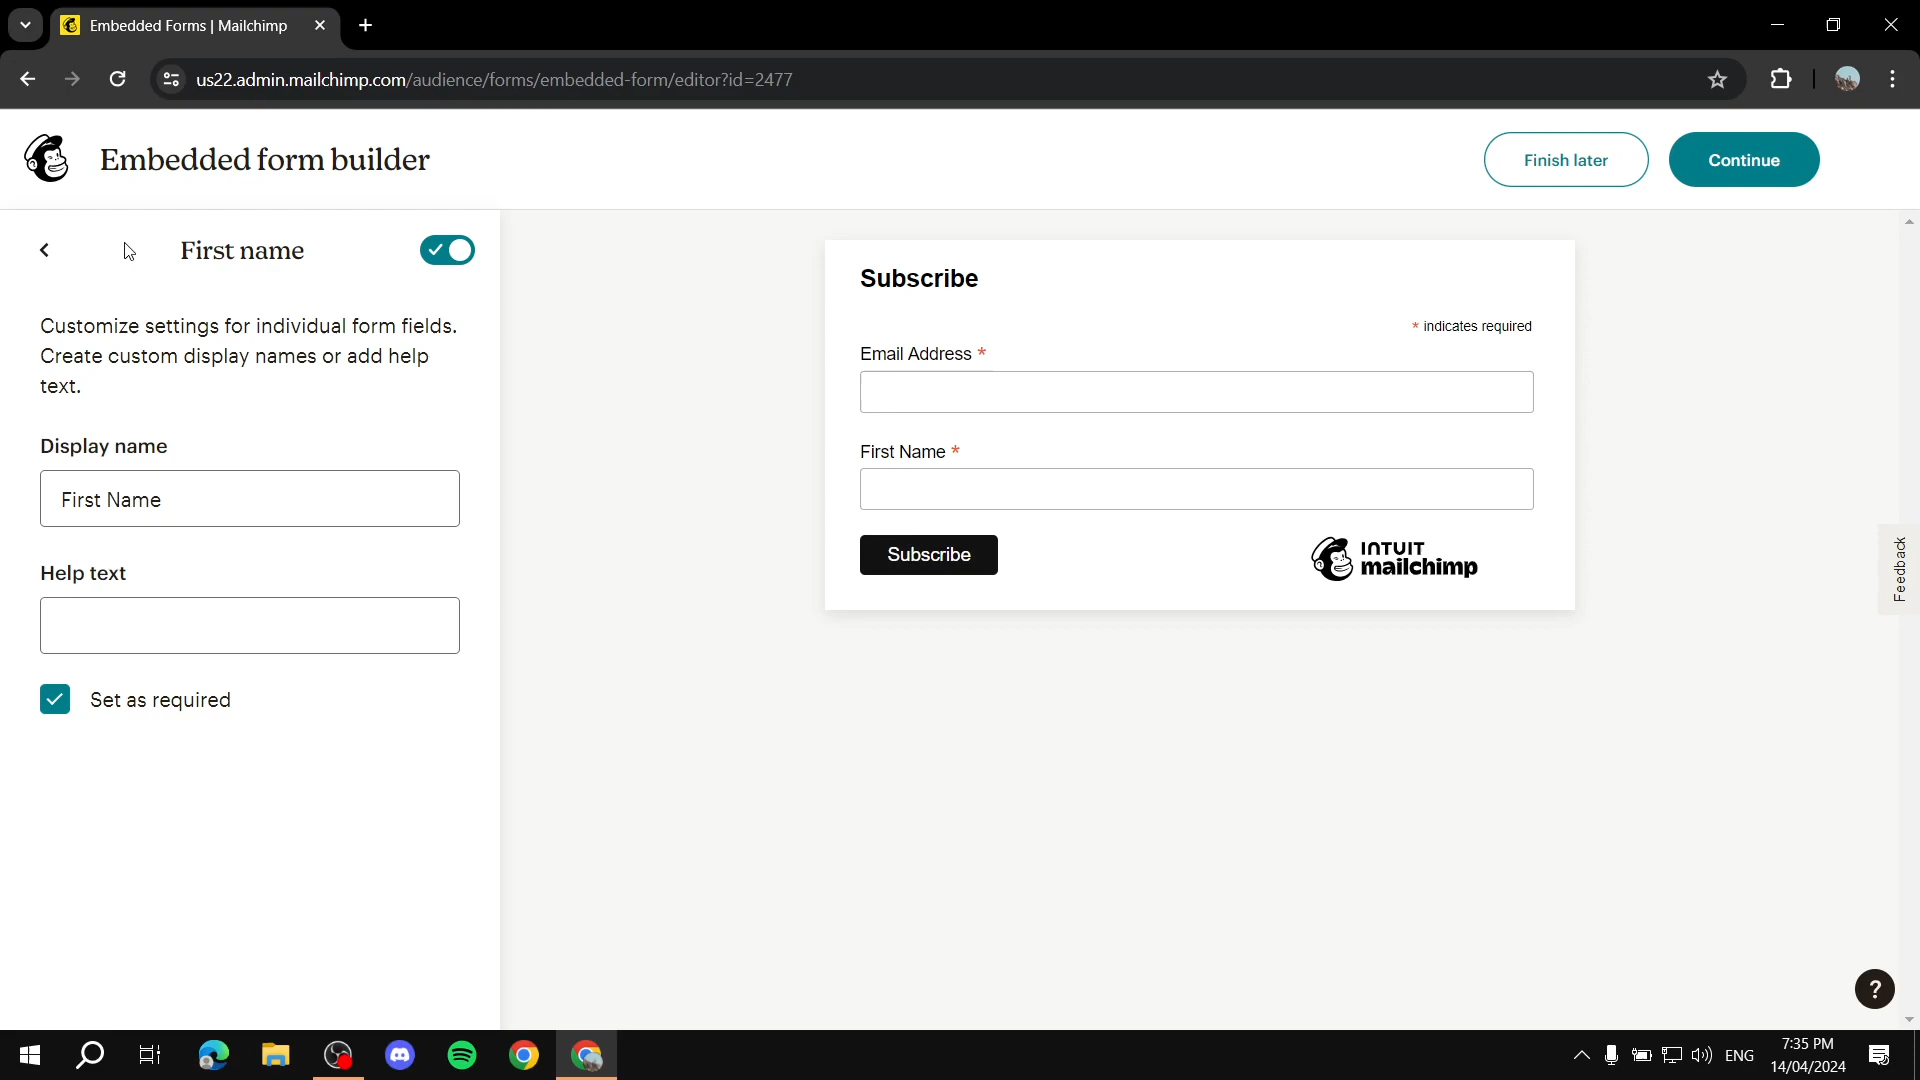 Embedded Forms | Mailchimp
us22.admin.mailchimp.com/audience/forms/embedded-form/editor?id=2477
Embedded form builder
Finish later
Continue
First name
Customize settings for individual form fields.
Create custom display names or add help
text.
Display name
First Name
Help text
Set as required
Subscribe
* indicates required
Email Address *
First Name *
Subscribe
INTUIT
mailchimp
Feedback
?
ENG
7:35 PM
14/04/2024